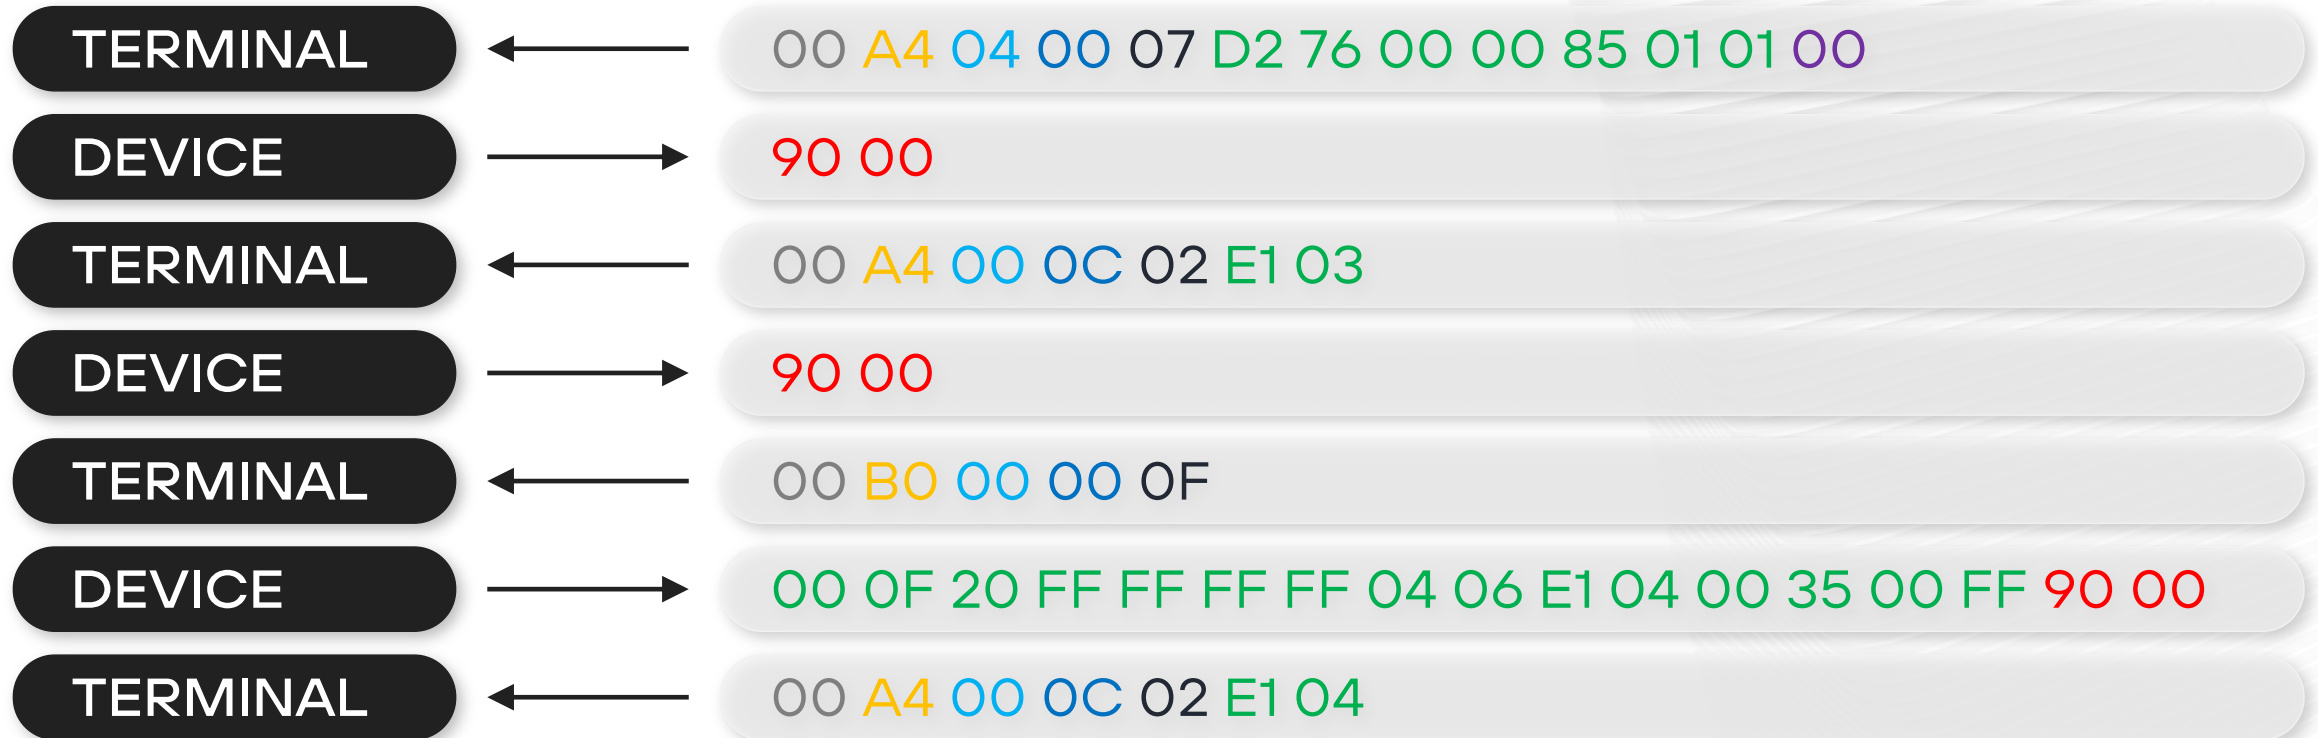 TERMINAL 00 A4 04 00 07 D2 76 00 00 85 01 01 00
DEVICE 90 00
TERMINAL 00 A4 00 0C 02 E1 03
DEVICE 90 00
TERMINAL 00 B0 00 00 0F
DEVICE 00 0F 20 FF FF FF FF 04 06 E1 04 00 35 00 FF 90 00
TERMINAL 00 A4 00 0C 02 E1 04